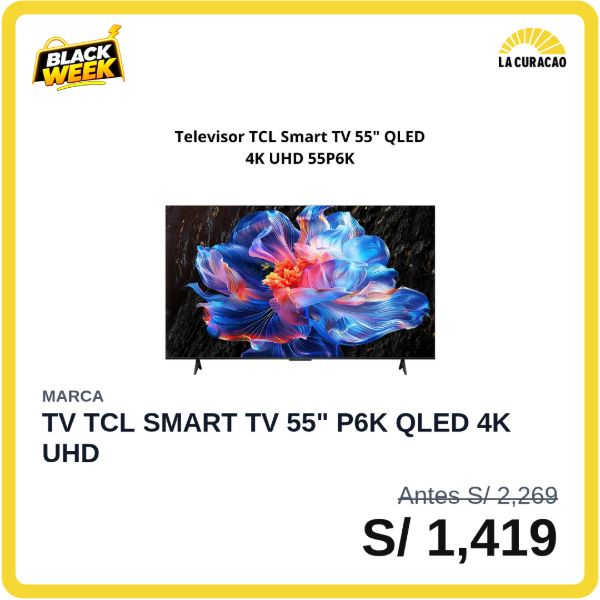 BLACK
WEEK
LA CURACAO
Televisor TCL Smart TV 55" QLED
4K UHD 55P6K
MARCA
TV TCL SMART TV 55" P6K QLED 4K
UHD
Antes S/ 2,269
S/ 1,419